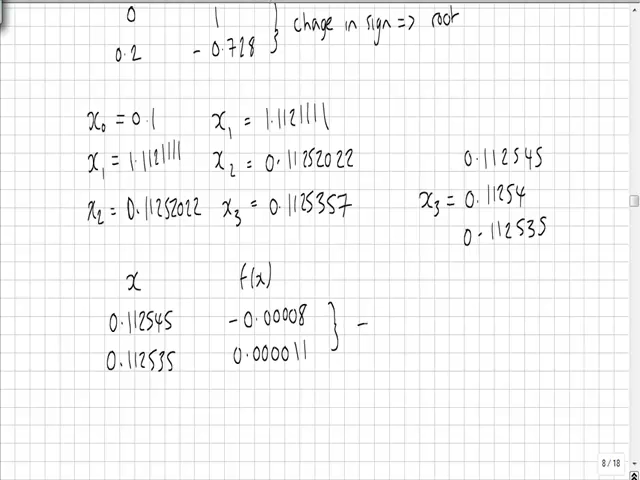 0 1
0.2 - 0.728 } chage in sign => root
x₀ = 0.1 x₁ = 1.1121111
x₁ = 1.1121111 x₂ = 0.11252022
x₂ = 0.11252022 x₃ = 0.1125357
0.112545
x₃ = 0.11254
0.112535
x f(x)
0.112545 -0.00008
0.112535 0.000011 } -
8 / 18